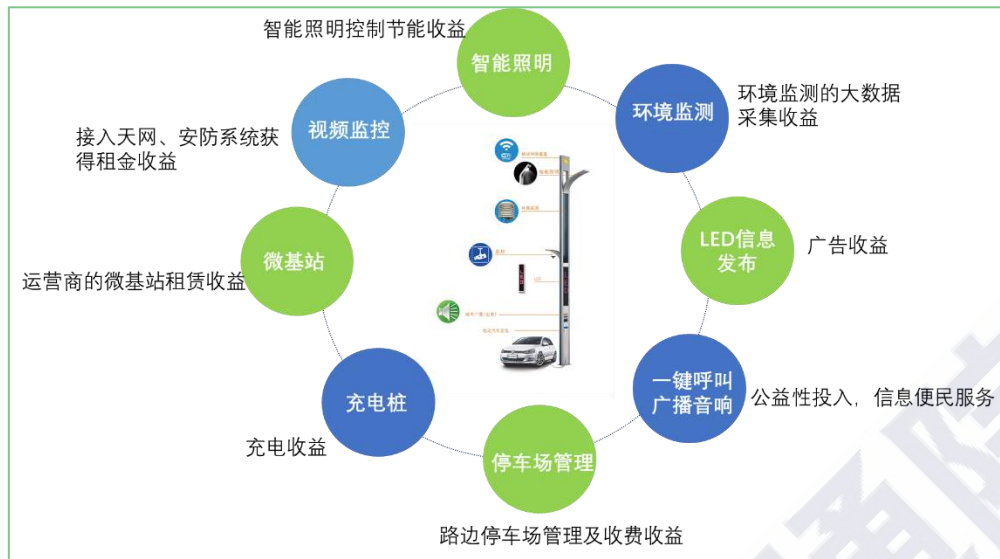 智能照明控制节能收益
智能照明
视频监控
环境监测
环境监测的大数据
采集收益
接入天网、安防系统获
得租金收益
微基站
LED信息
发布
广告收益
运营商的微基站租赁收益
充电桩
一键呼叫
广播音响
公益性投入，信息便民服务
充电收益
停车场管理
路边停车场管理及收费收益